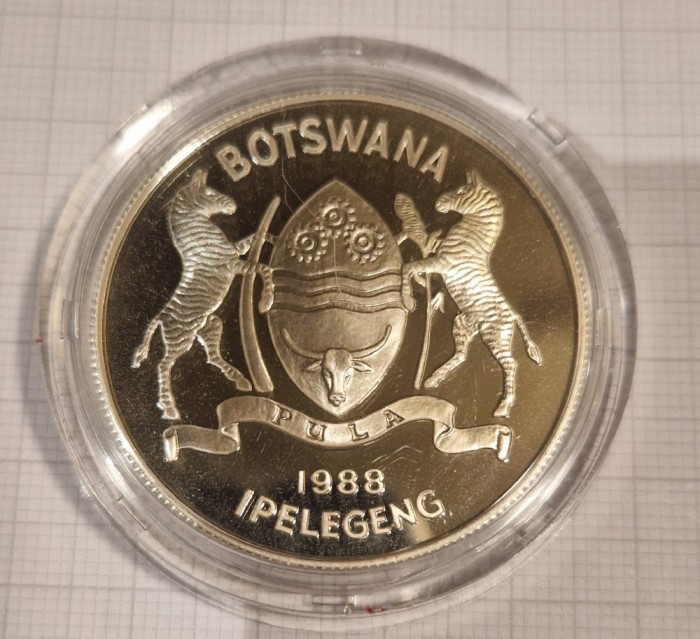 BOTSWANA
PULA
1988
IPELEGENG